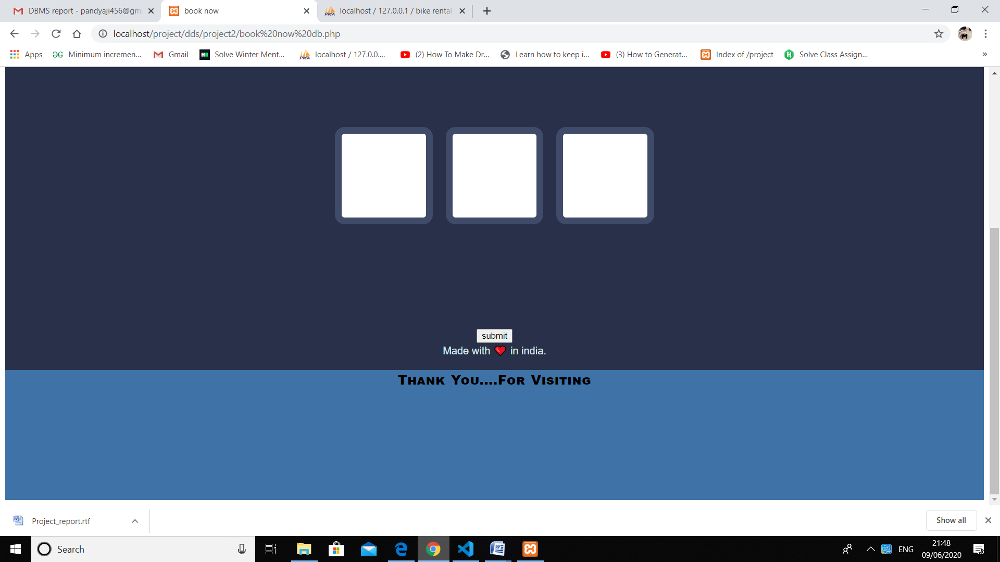 DBMS report - pandyaji456@gm
book now
localhost / 127.0.0.1 / bike rental
localhost/project/dds/project2/book%20now%20db.php
Apps
Minimum incremen...
Gmail
Solve Winter Ment...
localhost / 127.0.0....
(2) How To Make Dr...
Learn how to keep i...
(3) How to Generat...
Index of /project
Solve Class Assign...
»
submit
Made with ❤ in india.
Thank You....For Visiting
Project_report.rtf
Show all
Search
ENG
21:48
09/06/2020